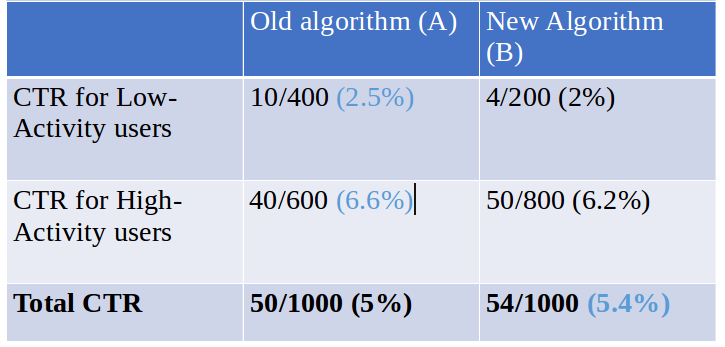 Old algorithm (A)
New Algorithm
(B)
CTR for Low-
Activity users
10/400 (2.5%)
4/200 (2%)
CTR for High-
Activity users
40/600 (6.6%)
50/800 (6.2%)
Total CTR
50/1000 (5%)
54/1000 (5.4%)